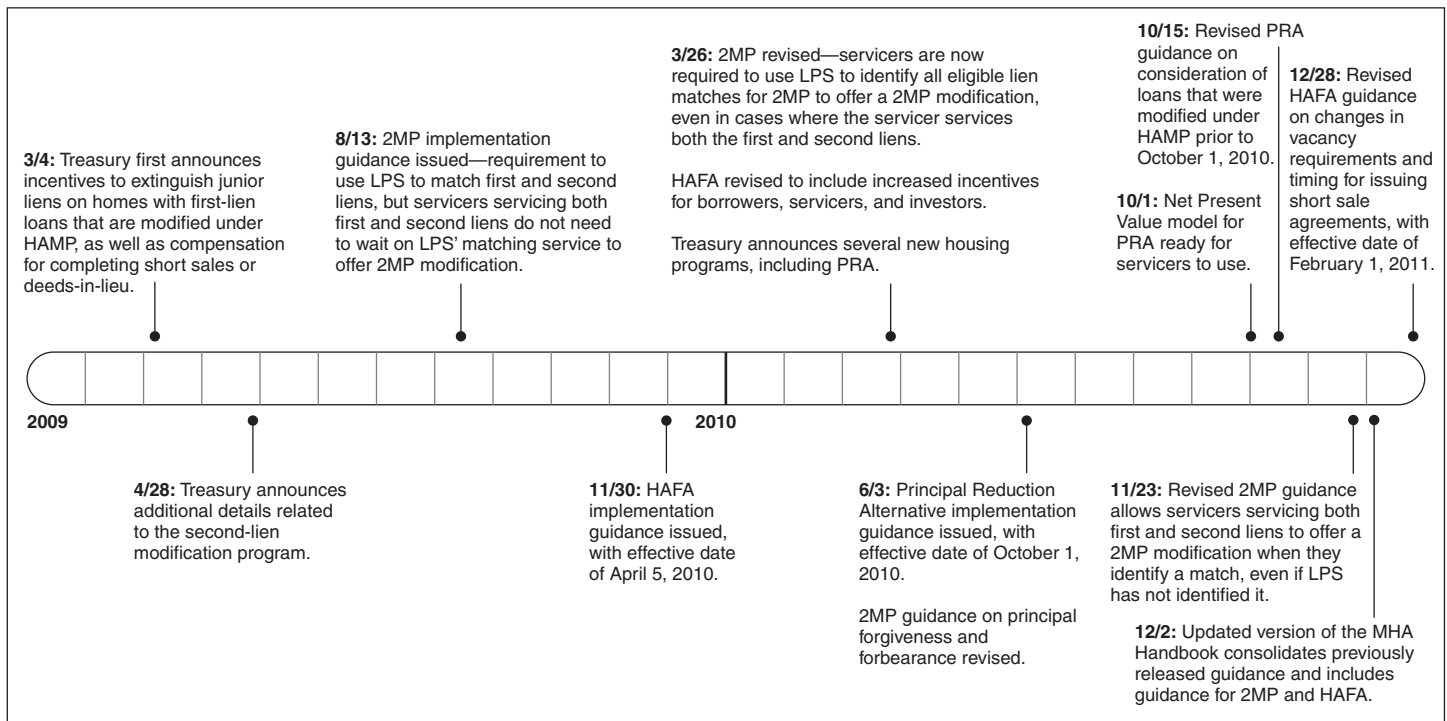 3/4: Treasury first announces
incentives to extinguish junior
liens on homes with first-lien
loans that are modified under
HAMP, as well as compensation
for completing short sales or
deeds-in-lieu.
8/13: 2MP implementation
guidance issued—requirement to
use LPS to match first and second
liens, but servicers servicing both
first and second liens do not need
to wait on LPS’ matching service to
offer 2MP modification.
3/26: 2MP revised—servicers are now
required to use LPS to identify all eligible lien
matches for 2MP to offer a 2MP modification,
even in cases where the servicer services
both the first and second liens.
HAFA revised to include increased incentives
for borrowers, servicers, and investors.
Treasury announces several new housing
programs, including PRA.
10/15: Revised PRA
guidance on
consideration of
loans that were
modified under
HAMP prior to
October 1, 2010.
10/1: Net Present
Value model for
PRA ready for
servicers to use.
12/28: Revised
HAFA guidance
on changes in
vacancy
requirements and
timing for issuing
short sale
agreements, with
effective date of
February 1, 2011.
2009
2010
4/28: Treasury announces
additional details related
to the second-lien
modification program.
11/30: HAFA
implementation
guidance issued,
with effective date
of April 5, 2010.
6/3: Principal Reduction
Alternative implementation
guidance issued, with
effective date of October 1,
2010.
2MP guidance on principal
forgiveness and
forbearance revised.
11/23: Revised 2MP guidance
allows servicers servicing both
first and second liens to offer a
2MP modification when they
identify a match, even if LPS
has not identified it.
12/2: Updated version of the MHA
Handbook consolidates previously
released guidance and includes
guidance for 2MP and HAFA.